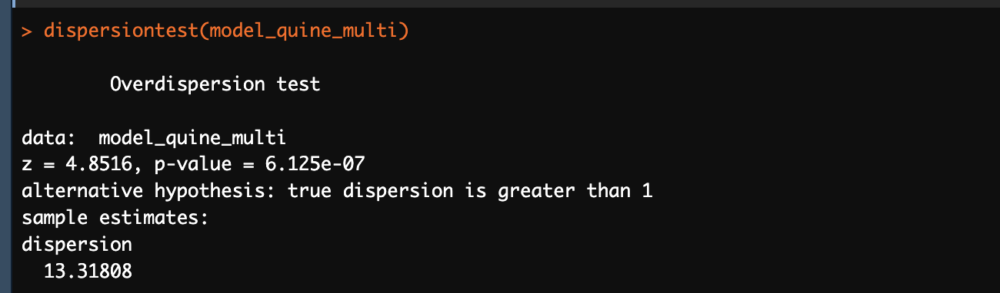 > dispersiontest(model_quine_multi)
Overdispersion test
data:  model_quine_multi
z = 4.8516, p-value = 6.125e-07
alternative hypothesis: true dispersion is greater than 1
sample estimates:
dispersion
13.31808